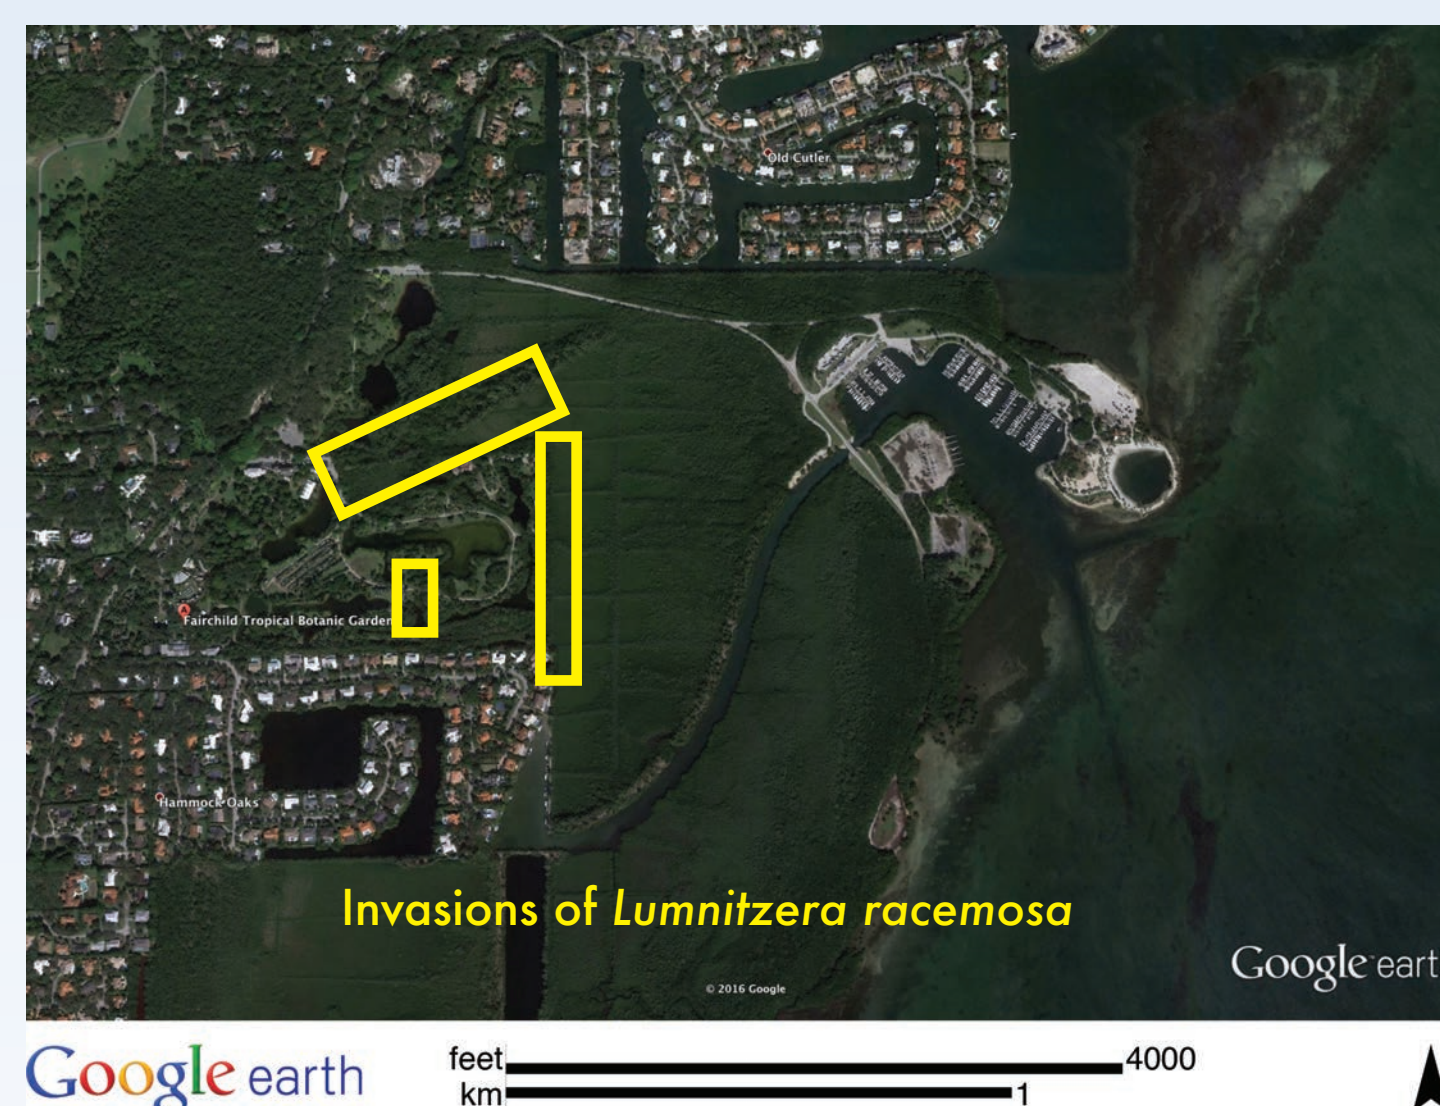 Old Cutler
Fairchild Tropical Botanic Garden
Hammock Oaks
Invasions of Lumnitzera racemosa
Google eart
© 2016 Google
Google earth
feet 4000
km 1